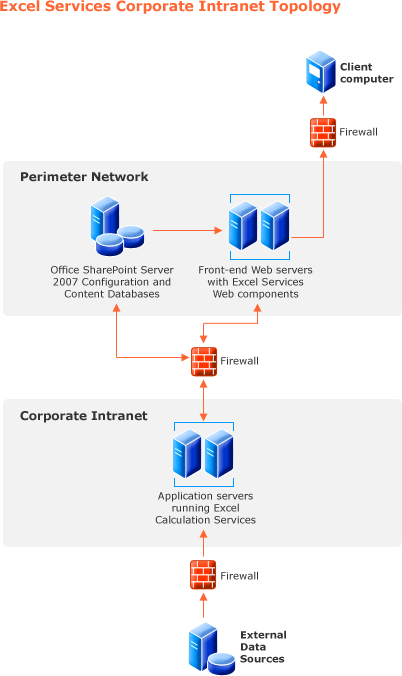 Excel Services Corporate Intranet Topology
Client
computer
Firewall
Perimeter Network
Office SharePoint Server
2007 Configuration and
Content Databases
Front-end Web servers
with Excel Services
Web components
Firewall
Corporate Intranet
Application servers
running Excel
Calculation Services
Firewall
External
Data
Sources